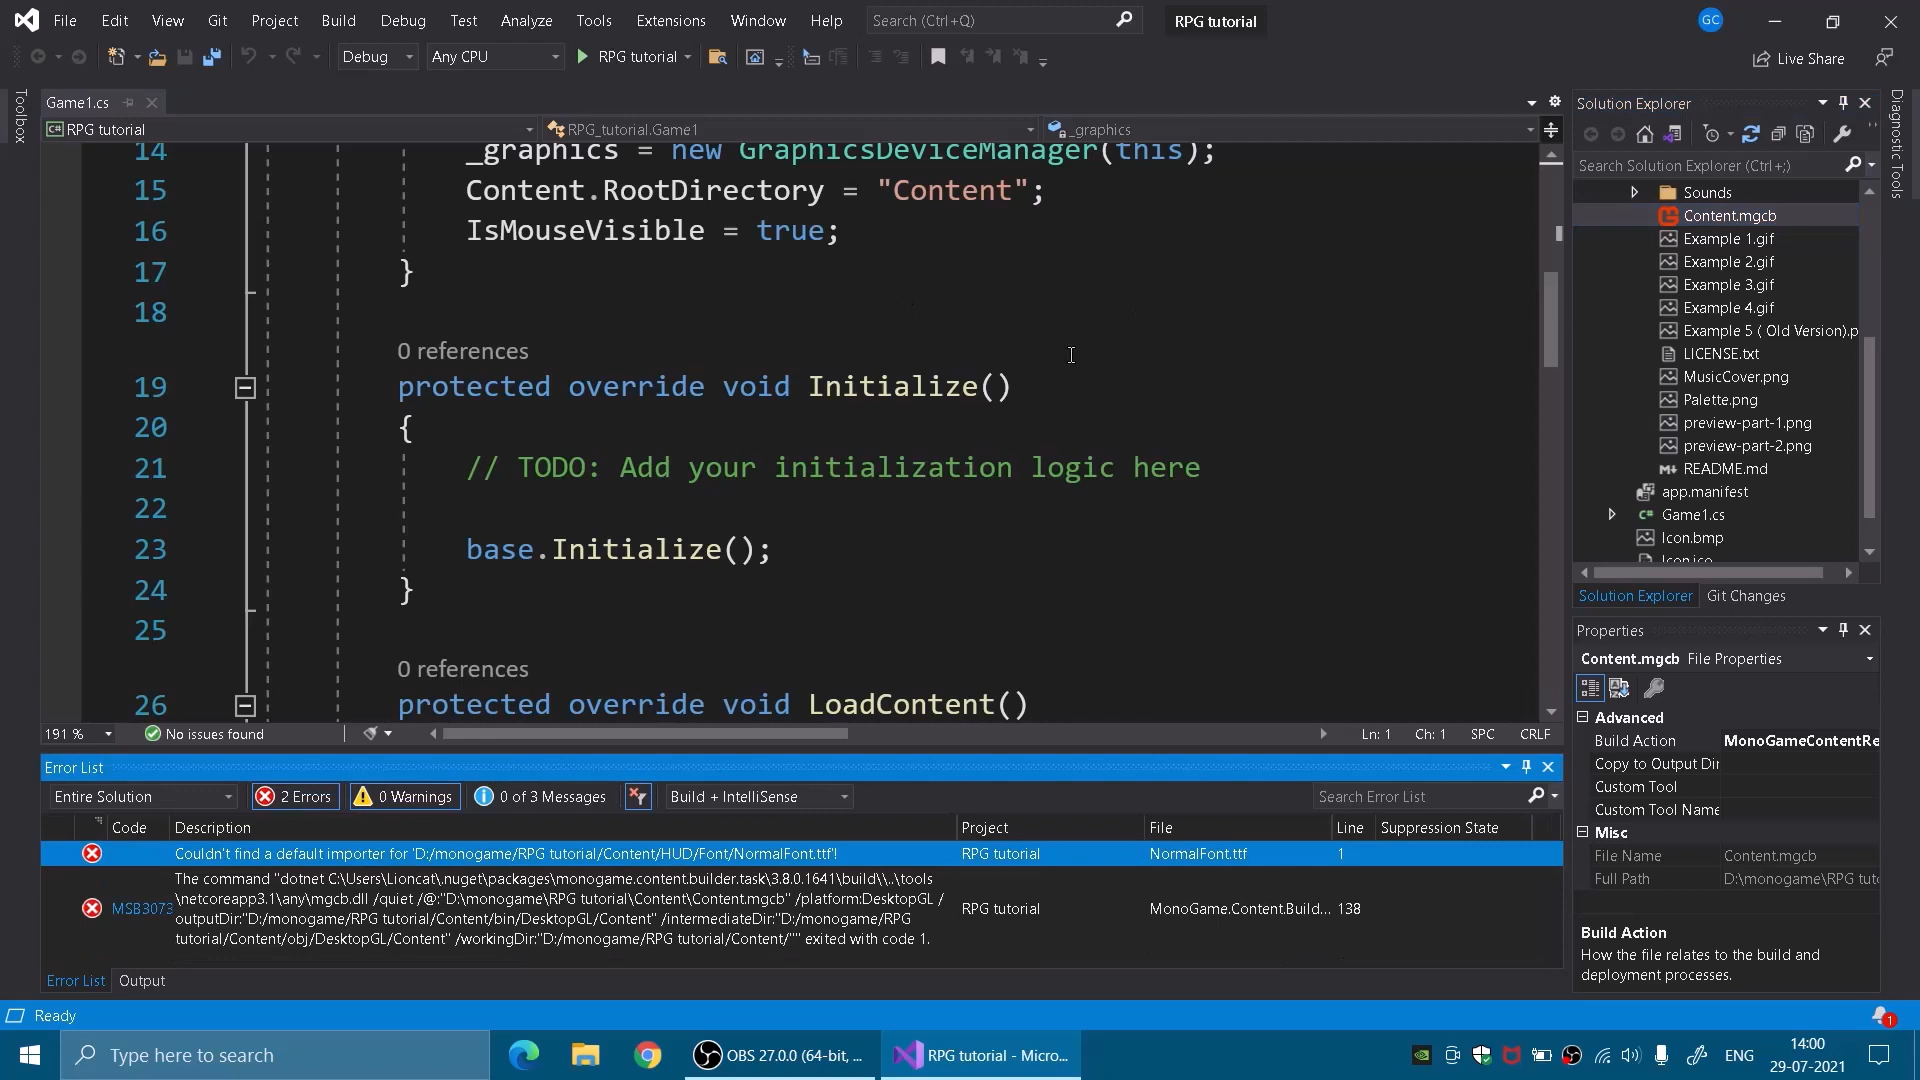 File Edit View Git Project Build Debug Test Analyze Tools Extensions Window Help Search (Ctrl+Q) RPG tutorial GC
Debug Any CPU RPG tutorial Live Share
Toolbox
Game1.cs
RPG tutorial RPG_tutorial.Game1 _graphics
14 _graphics = new GraphicsDeviceManager(this);
15 Content.RootDirectory = "Content";
16 IsMouseVisible = true;
17 }
18
0 references
19 protected override void Initialize()
20 {
21 // TODO: Add your initialization logic here
22
23 base.Initialize();
24 }
25
0 references
26 protected override void LoadContent()
191 % No issues found Ln: 1 Ch: 1 SPC CRLF
Error List
Entire Solution 2 Errors 0 Warnings 0 of 3 Messages Build + IntelliSense Search Error List
Code Description Project File Line Suppression State
Couldn't find a default importer for 'D:/monogame/RPG tutorial/Content/HUD/Font/NormalFont.ttf'! RPG tutorial NormalFont.ttf 1
The command "dotnet C:\Users\Lioncat\.nuget\packages\monogame.content.builder.task\3.8.0.1641\build\\..\tools
\netcoreapp3.1\any\mgcb.dll /quiet /@:"D:\monogame\RPG tutorial\Content\Content.mgcb" /platform:DesktopGL /
MSB3073 outputDir:"D:/monogame/RPG tutorial/Content/bin/DesktopGL/Content" /intermediateDir:"D:/monogame/RPG RPG tutorial MonoGame.Content.Build... 138
tutorial/Content/obj/DesktopGL/Content" /workingDir:"D:/monogame/RPG tutorial/Content/"" exited with code 1.
Error List Output
Solution Explorer
Search Solution Explorer (Ctrl+;)
Sounds
Content.mgcb
Example 1.gif
Example 2.gif
Example 3.gif
Example 4.gif
Example 5 ( Old Version).p
LICENSE.txt
MusicCover.png
Palette.png
preview-part-1.png
preview-part-2.png
README.md
app.manifest
Game1.cs
Icon.bmp
Icon.ico
Solution Explorer Git Changes
Properties
Content.mgcb File Properties
Advanced
Build Action MonoGameContentRe
Copy to Output Dir
Custom Tool
Custom Tool Name
Misc
File Name Content.mgcb
Full Path D:\monogame\RPG tuto
Build Action
How the file relates to the build and
deployment processes.
Diagnostic Tools
Ready 1
Type here to search OBS 27.0.0 (64-bit, ... RPG tutorial - Micro... ENG 14:00
29-07-2021